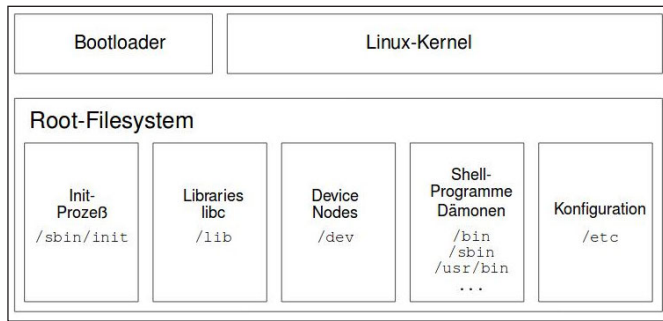 Bootloader
Linux-Kernel
Root-Filesystem
Init-
Prozeß
/sbin/init
Libraries
libc
/lib
Device
Nodes
/dev
Shell-
Programme
Dämonen
/bin
/sbin
/usr/bin
...
Konfiguration
/etc